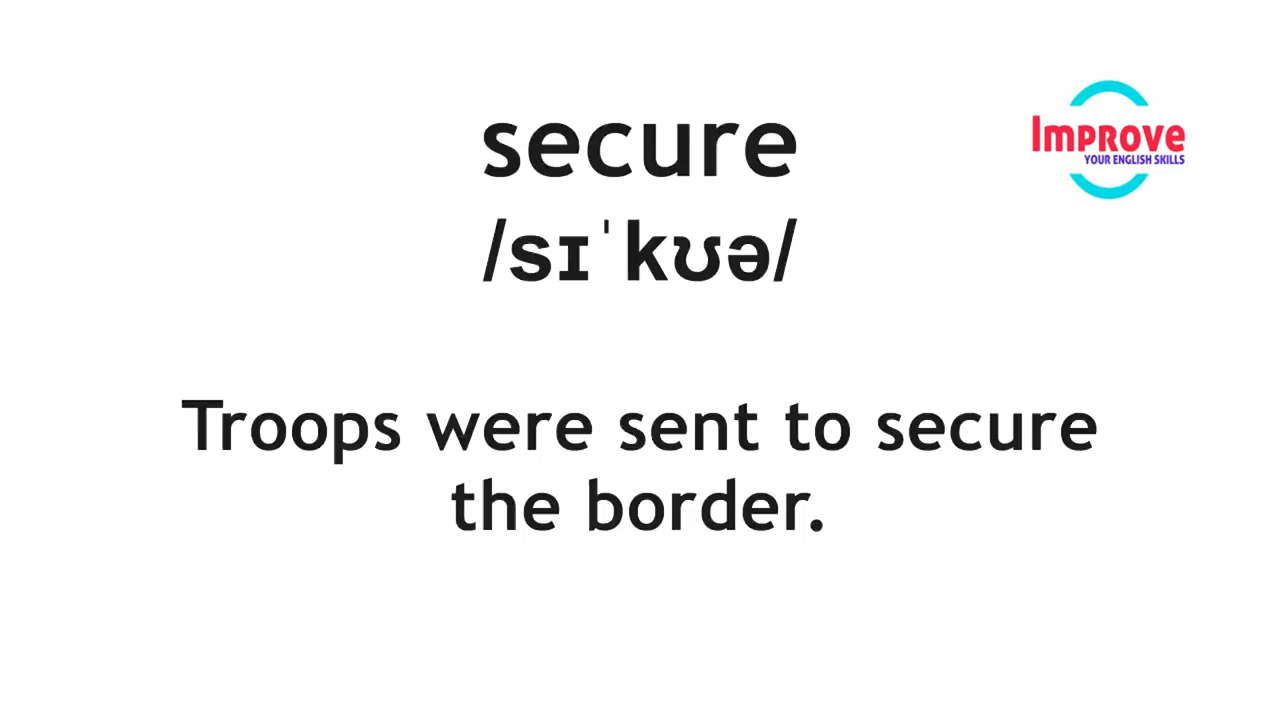 secure
Improve
YOUR ENGLISH SKILLS
/sɪˈkʊə/
Troops were sent to secure
the border.